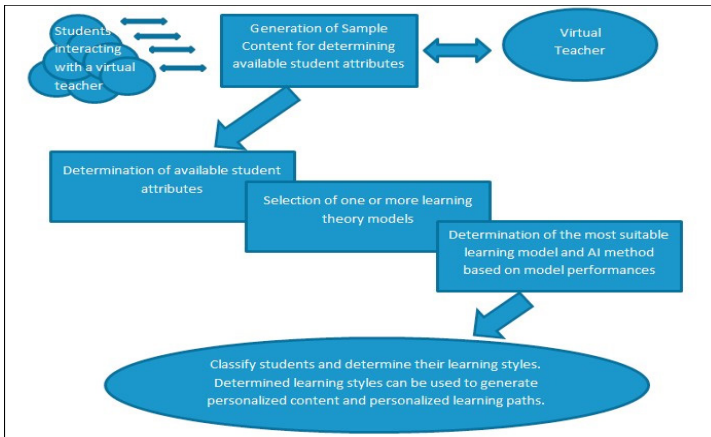 Students
interacting
with a virtual
teacher
Generation of Sample
Content for determining
available student attributes
Virtual
Teacher
Determination of available student
attributes
Selection of one or more learning
theory models
Determination of the most suitable
learning model and AI method
based on model performances
Classify students and determine their learning styles.
Determined learning styles can be used to generate
personalized content and personalized learning paths.